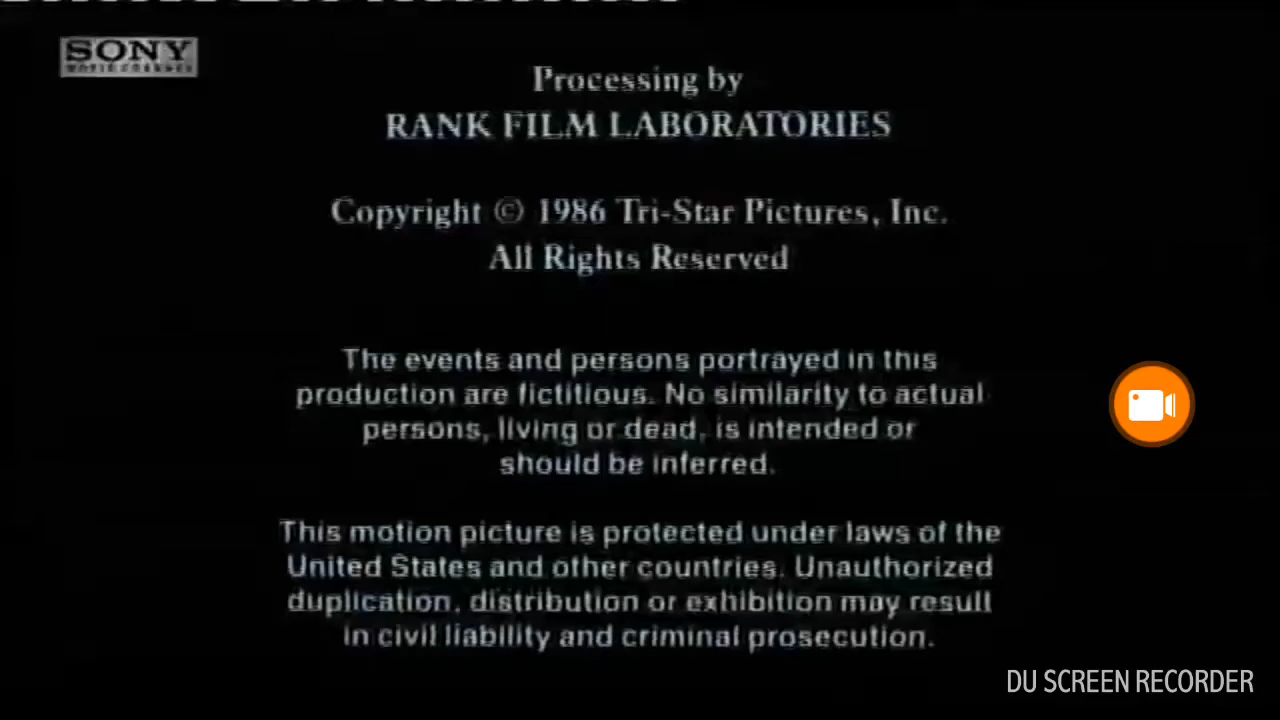 SONY
MOVIE CHANNEL
Processing by
RANK FILM LABORATORIES
Copyright © 1986 Tri-Star Pictures, Inc.
All Rights Reserved
The events and persons portrayed in this
production are fictitious. No similarity to actual
persons, living or dead, is intended or
should be inferred.
This motion picture is protected under laws of the
United States and other countries. Unauthorized
duplication, distribution or exhibition may result
in civil liability and criminal prosecution.
DU SCREEN RECORDER